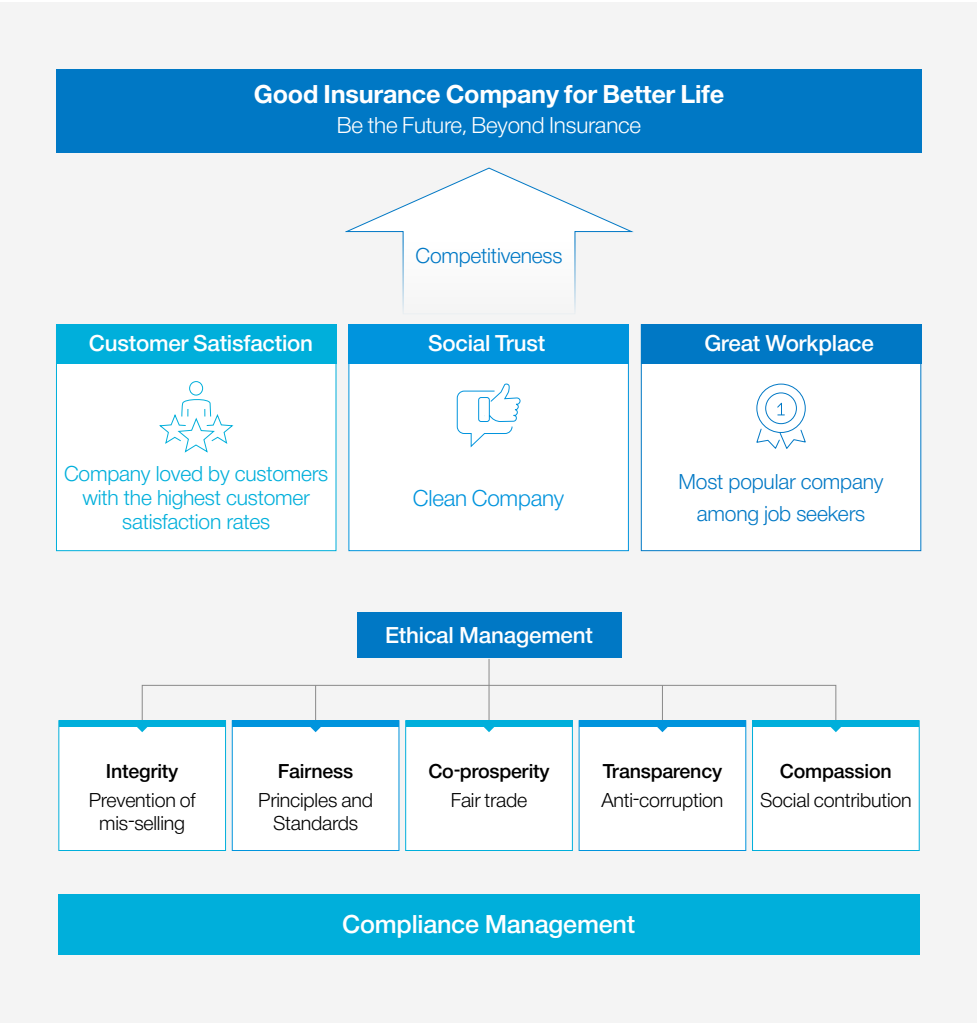 Good Insurance Company for Better Life
Be the Future, Beyond Insurance
Competitiveness
Customer Satisfaction
Company loved by customers
with the highest customer
satisfaction rates
Social Trust
Clean Company
Great Workplace
1
Most popular company
among job seekers
Ethical Management
Integrity
Prevention of
mis-selling
Fairness
Principles and
Standards
Co-prosperity
Fair trade
Transparency
Anti-corruption
Compassion
Social contribution
Compliance Management